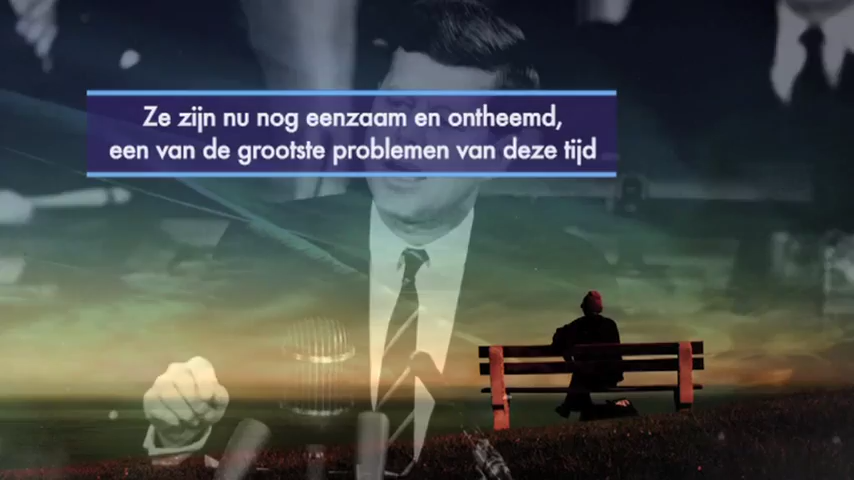 Ze zijn nu nog eenzaam en ontheemd,
een van de grootste problemen van deze tijd